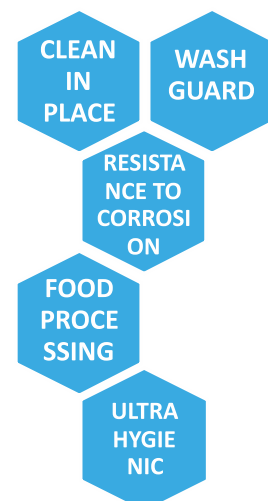 CLEAN
IN
PLACE
WASH
GUARD
RESISTA
NCE TO
CORROSI
ON
FOOD
PROCE
SSING
ULTRA
HYGIE
NIC